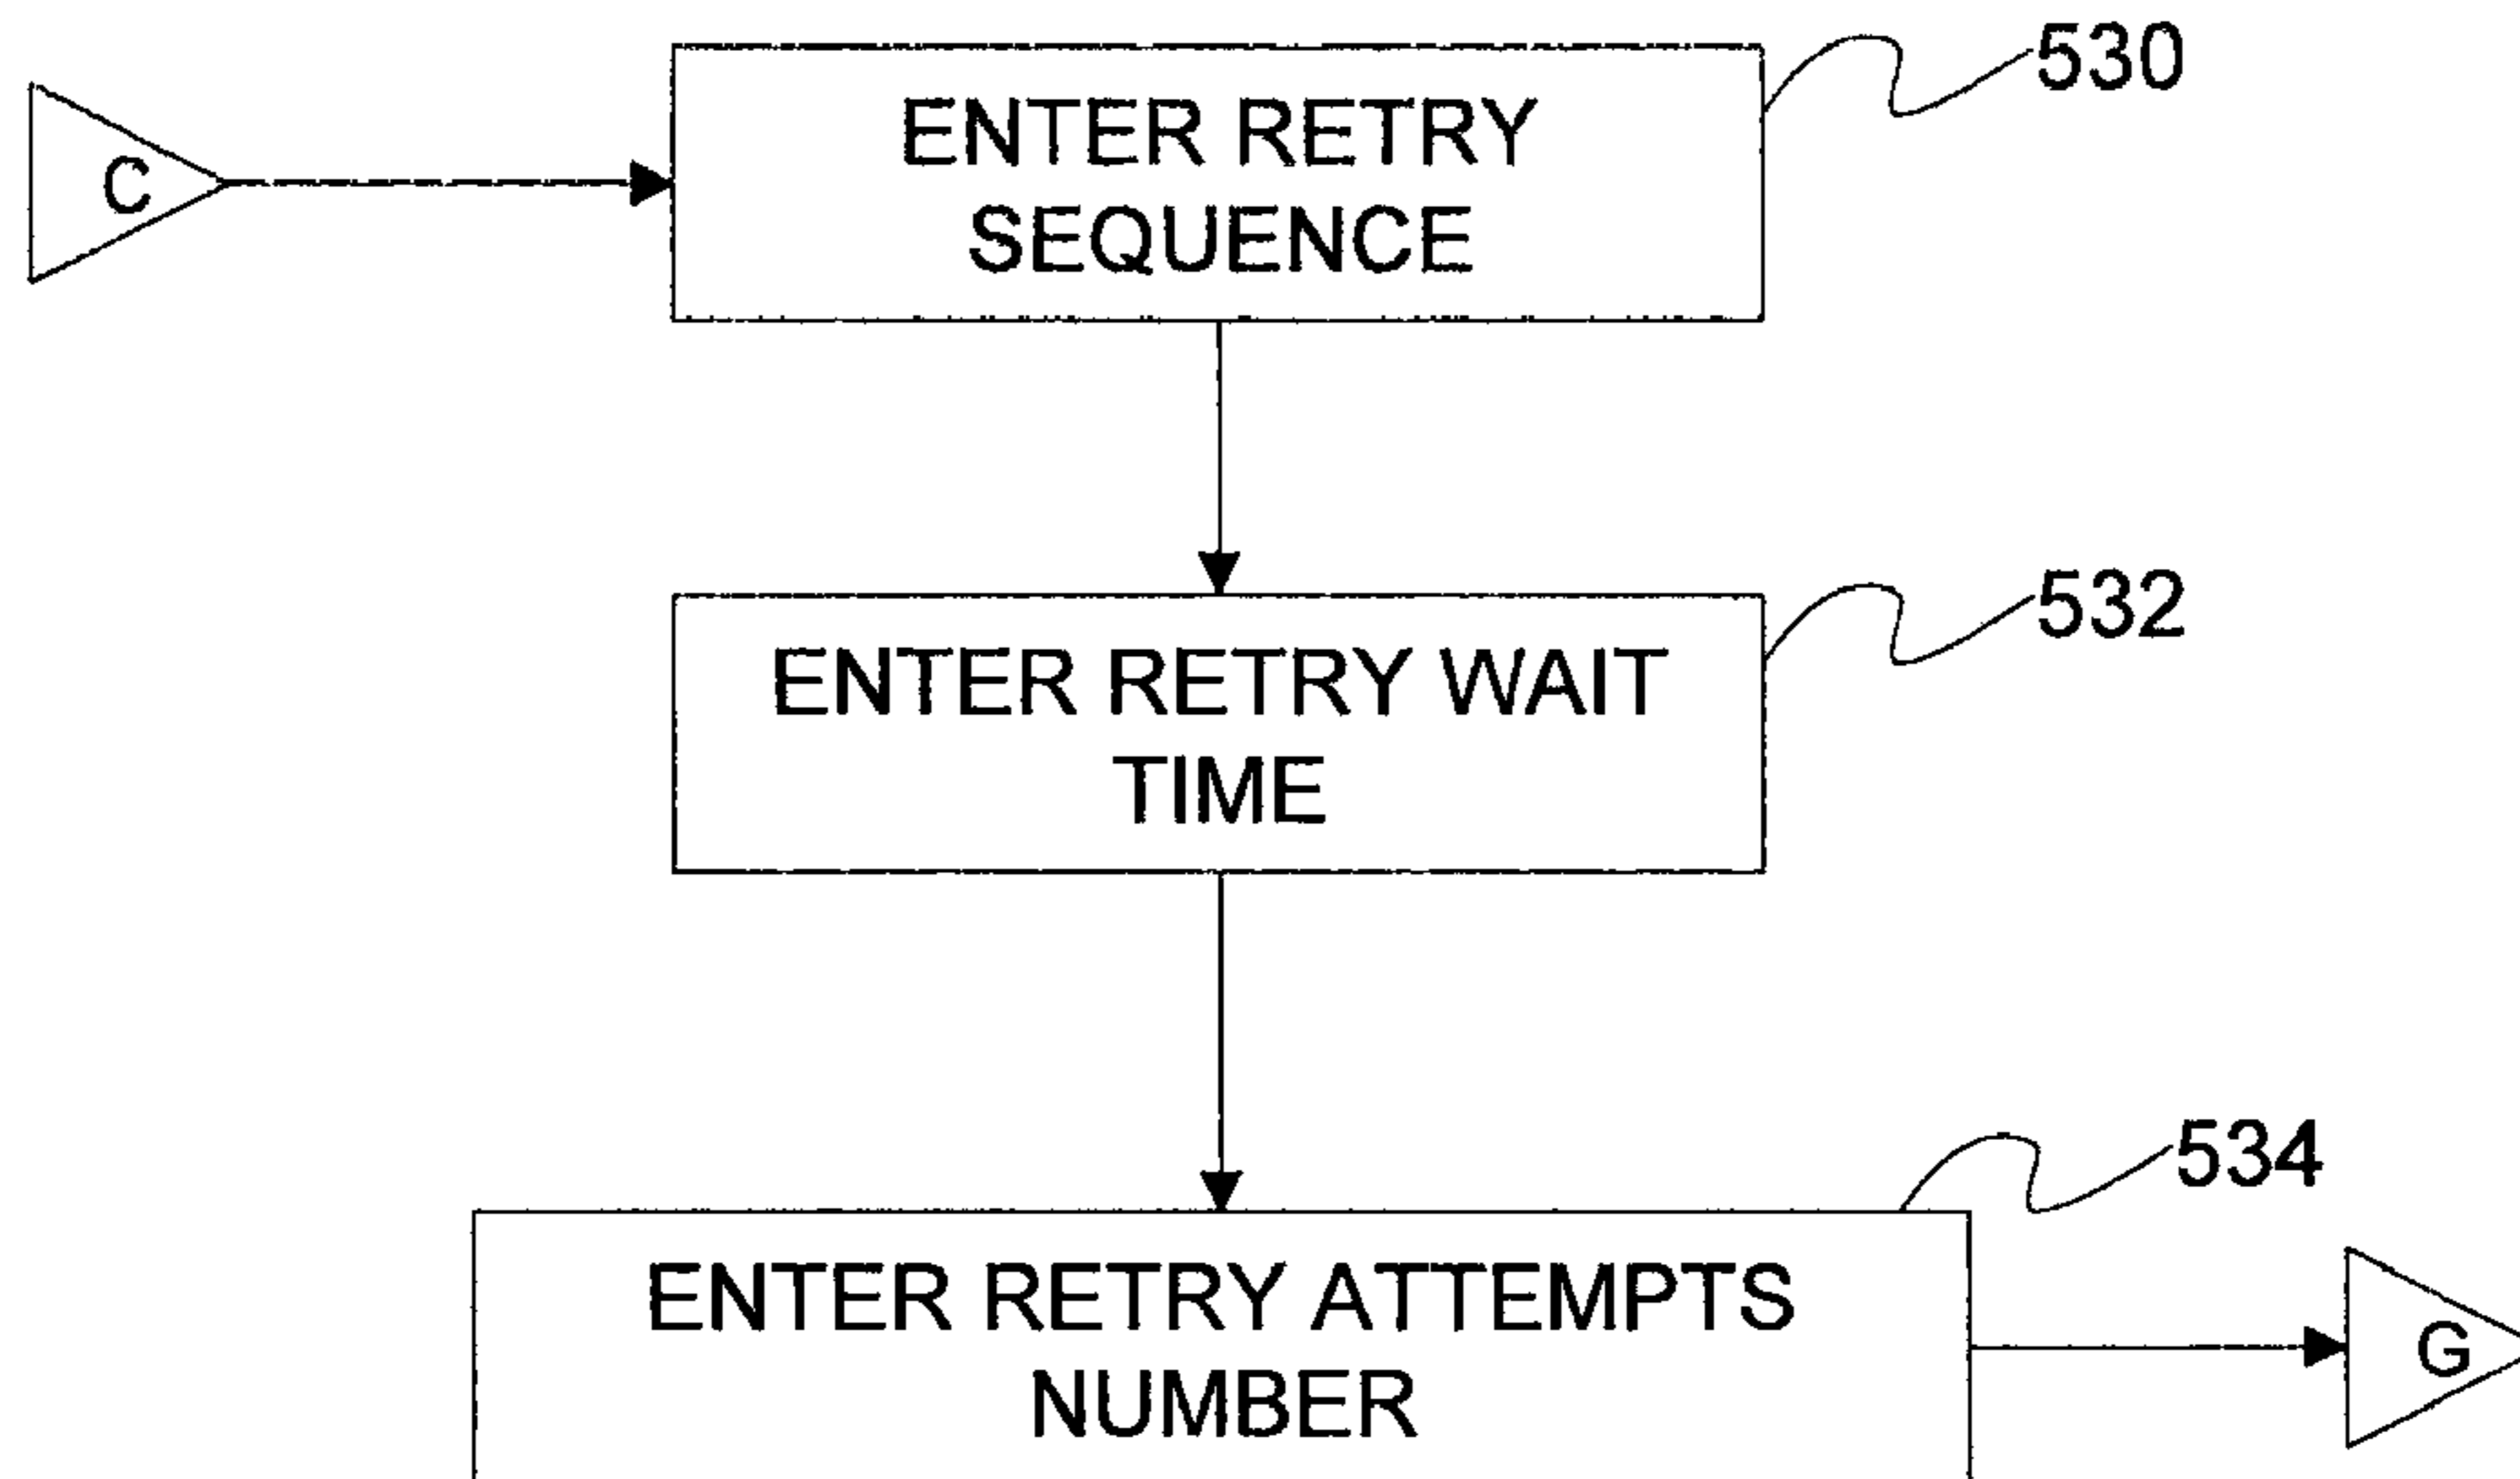 530
C
ENTER RETRY
SEQUENCE
532
ENTER RETRY WAIT
TIME
534
ENTER RETRY ATTEMPTS
NUMBER
G